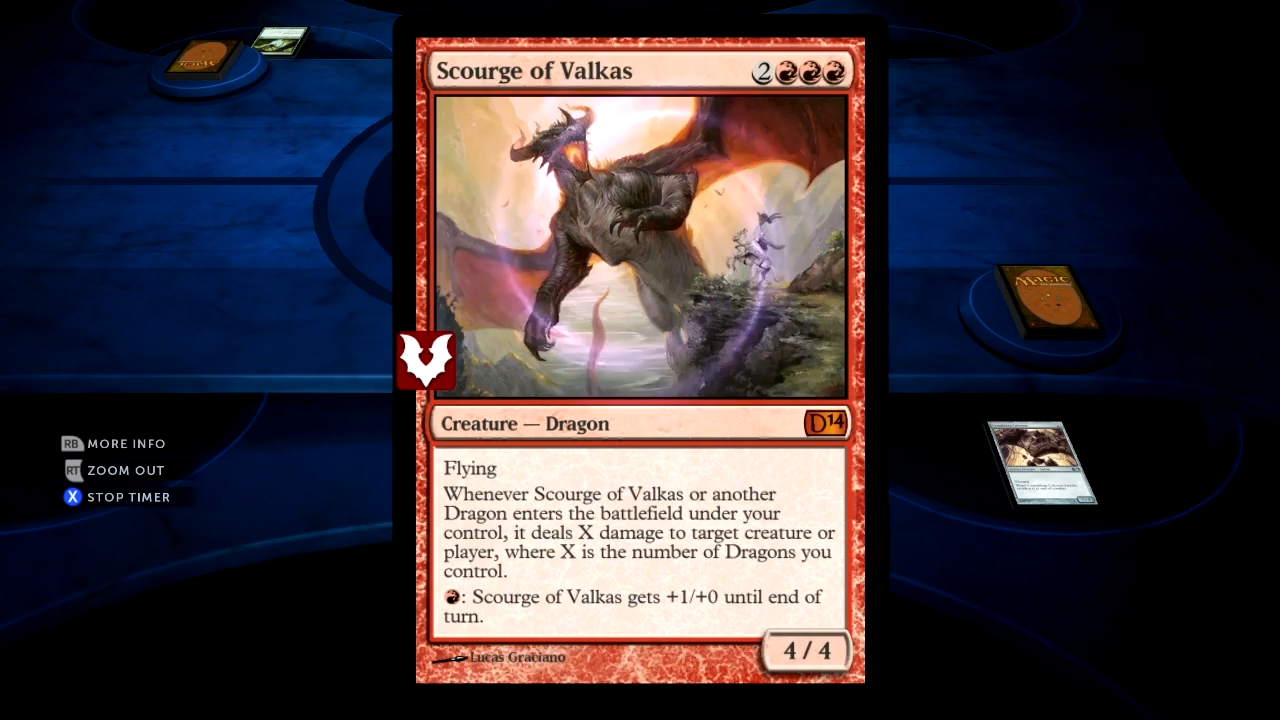 Scourge of Valkas 2
Creature — Dragon D14
Flying
Whenever Scourge of Valkas or another
Dragon enters the battlefield under your
control, it deals X damage to target creature or
player, where X is the number of Dragons you
control.
: Scourge of Valkas gets +1/+0 until end of
turn.
4 / 4
Lucas Graciano
RB MORE INFO
RT ZOOM OUT
X STOP TIMER
MAGIC